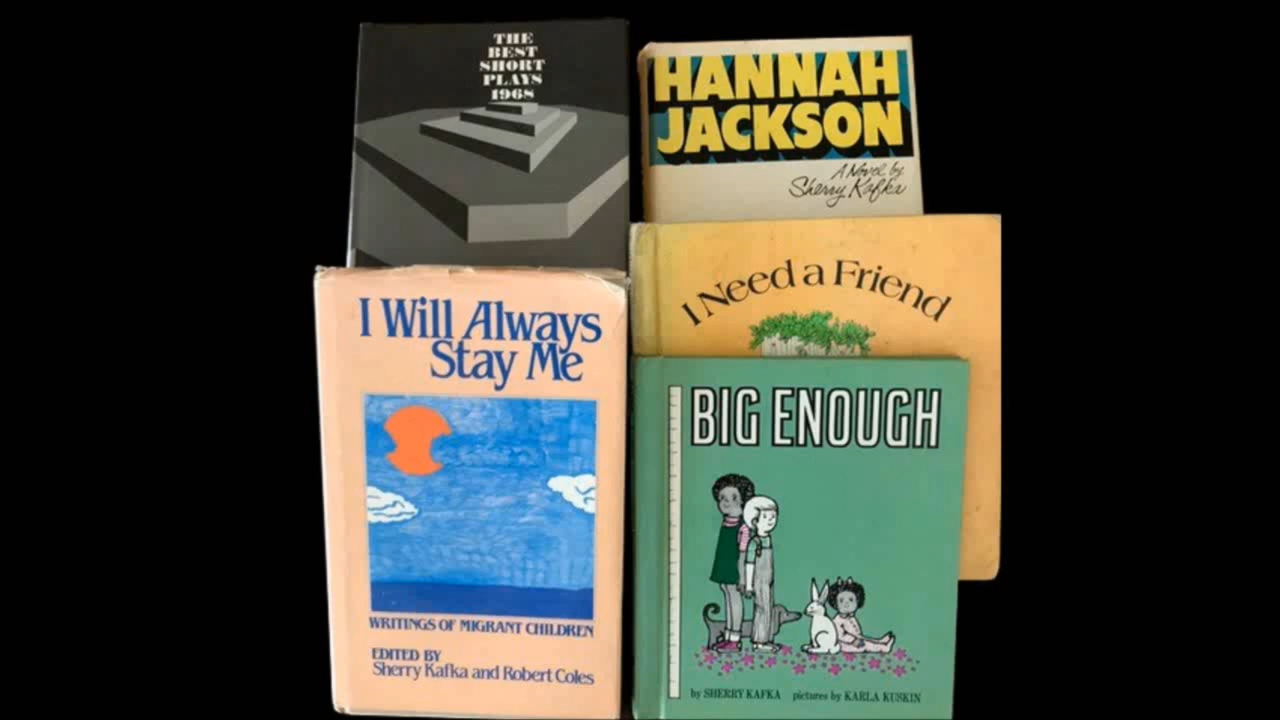 THE
BEST
SHORT
PLAYS
1968
HANNAH
JACKSON
A Novel by
Sherry Kafka
I Need a Friend
I Will Always
Stay Me
WRITINGS OF MIGRANT CHILDREN
EDITED BY
Sherry Kafka and Robert Coles
BIG ENOUGH
by SHERRY KAFKA pictures by KARLA KUSKIN